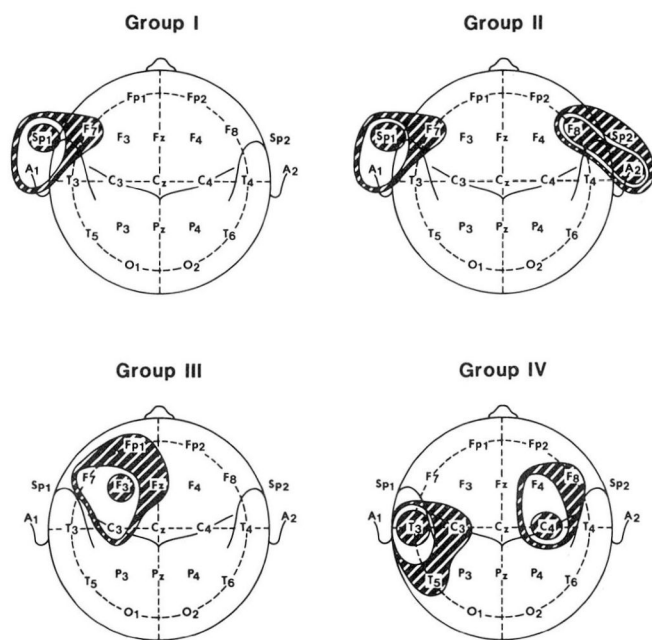 Group I
Fp1 Fp2
Sp1 F7 F3 Fz F4 F8 Sp2
A1 T3 C3 Cz C4 T4 A2
T5 P3 Pz P4 T6
O1 O2
Group II
Fp1 Fp2
Sp1 F7 F3 Fz F4 F8 Sp2
A1 T3 C3 Cz C4 T4 A2
T5 P3 Pz P4 T6
O1 O2
Group III
Fp1 Fp2
Sp1 F7 F3 Fz F4 F8 Sp2
A1 T3 C3 Cz C4 T4 A2
T5 P3 Pz P4 T6
O1 O2
Group IV
Fp1 Fp2
Sp1 F7 F3 Fz F4 F8 Sp2
A1 T3 C3 Cz C4 T4 A2
T5 P3 Pz P4 T6
O1 O2